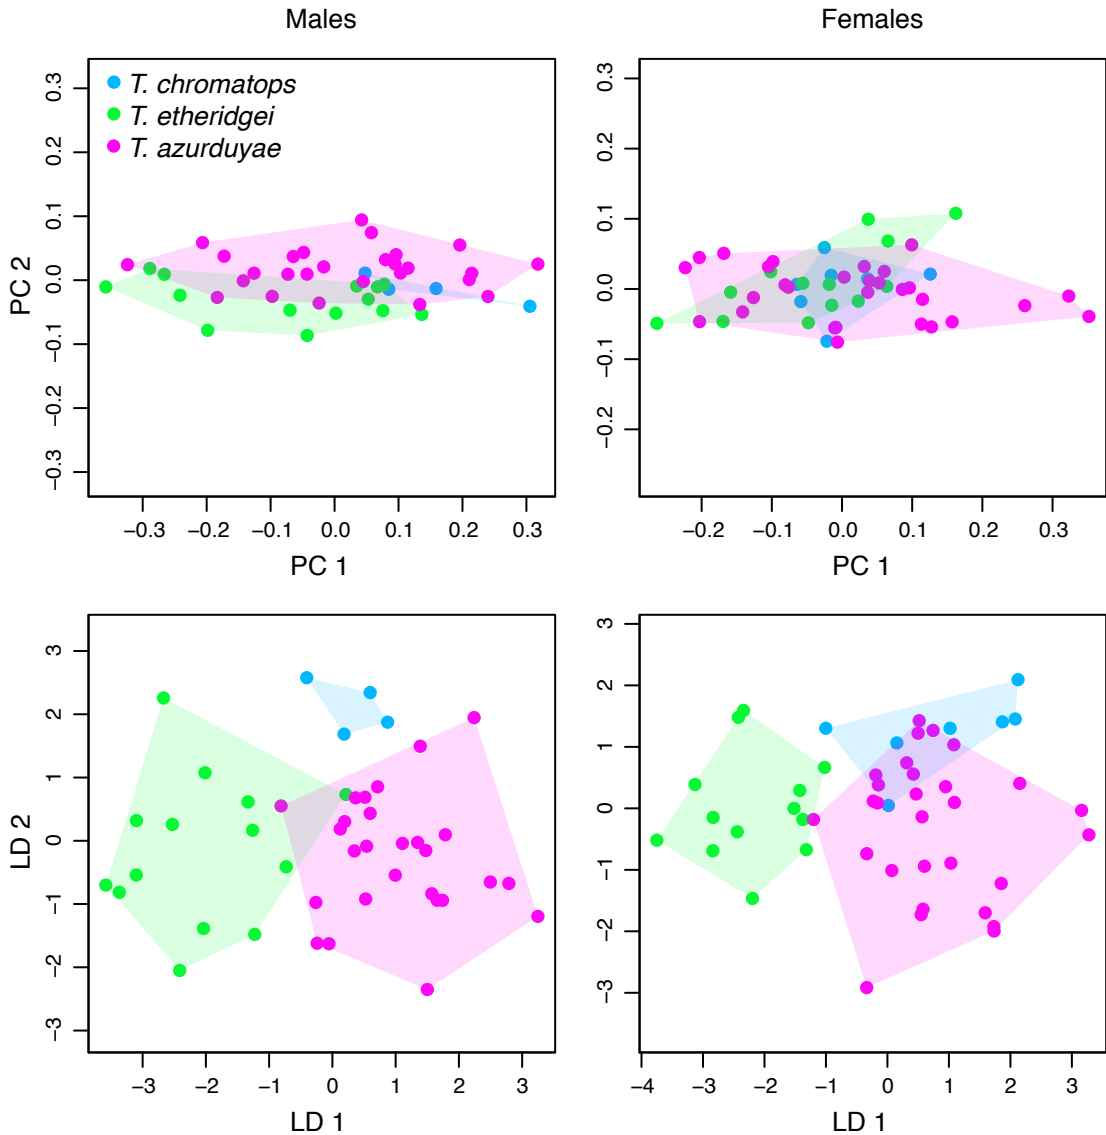 Males
Females
T. chromatops
T. etheridgei
T. azurduyae
PC 2
0.3
0.2
0.1
0.0
−0.1
−0.2
−0.3
−0.3 −0.2 −0.1 0.0 0.1 0.2 0.3
PC 1
0.3
0.2
0.1
0.0
−0.1
−0.2
−0.2 −0.1 0.0 0.1 0.2 0.3
PC 1
LD 2
3
2
1
0
−1
−2
−3
−3 −2 −1 0 1 2 3
LD 1
3
2
1
0
−1
−2
−3
−4 −3 −2 −1 0 1 2 3
LD 1